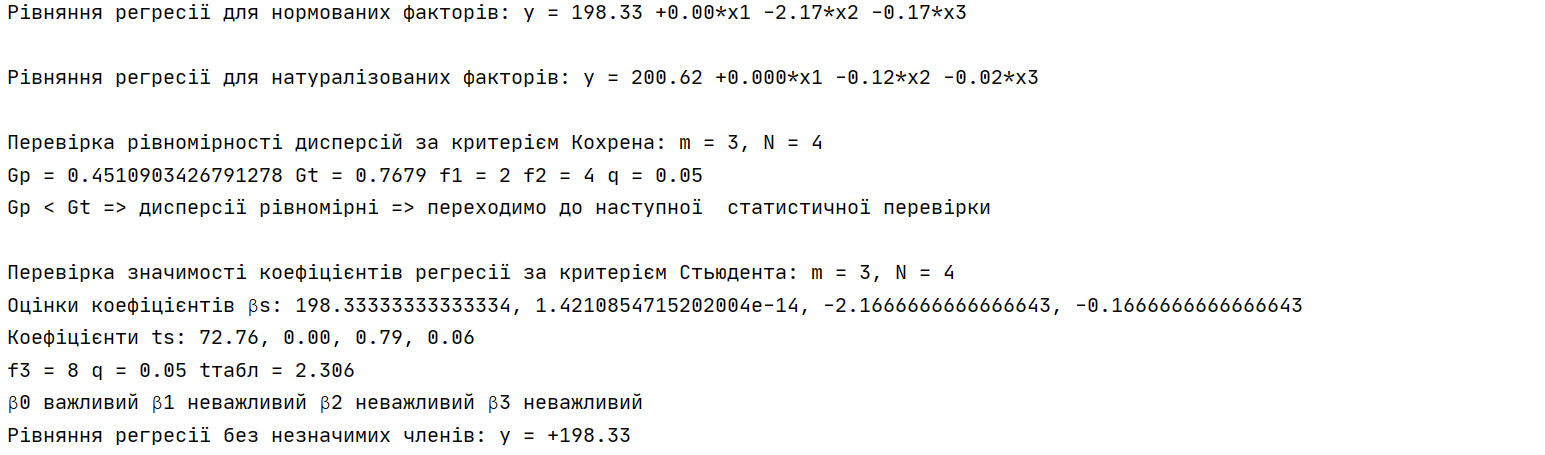 Рівняння регресії для нормованих факторів: y = 198.33 +0.00*x1 -2.17*x2 -0.17*x3
Рівняння регресії для натуралізованих факторів: y = 200.62 +0.000*x1 -0.12*x2 -0.02*x3
Перевірка рівномірності дисперсій за критерієм Кохрена: m = 3, N = 4
Gp = 0.4510903426791278 Gt = 0.7679 f1 = 2 f2 = 4 q = 0.05
Gp < Gt => дисперсії рівномірні => переходимо до наступної  статистичної перевірки
Перевірка значимості коефіцієнтів регресії за критерієм Стьюдента: m = 3, N = 4
Оцінки коефіцієнтів βs: 198.33333333333334, 1.4210854715202004e-14, -2.1666666666666643, -0.1666666666666643
Коефіцієнти ts: 72.76, 0.00, 0.79, 0.06
f3 = 8 q = 0.05 tтабл = 2.306
β0 важливий β1 неважливий β2 неважливий β3 неважливий
Рівняння регресії без незначимих членів: y = +198.33